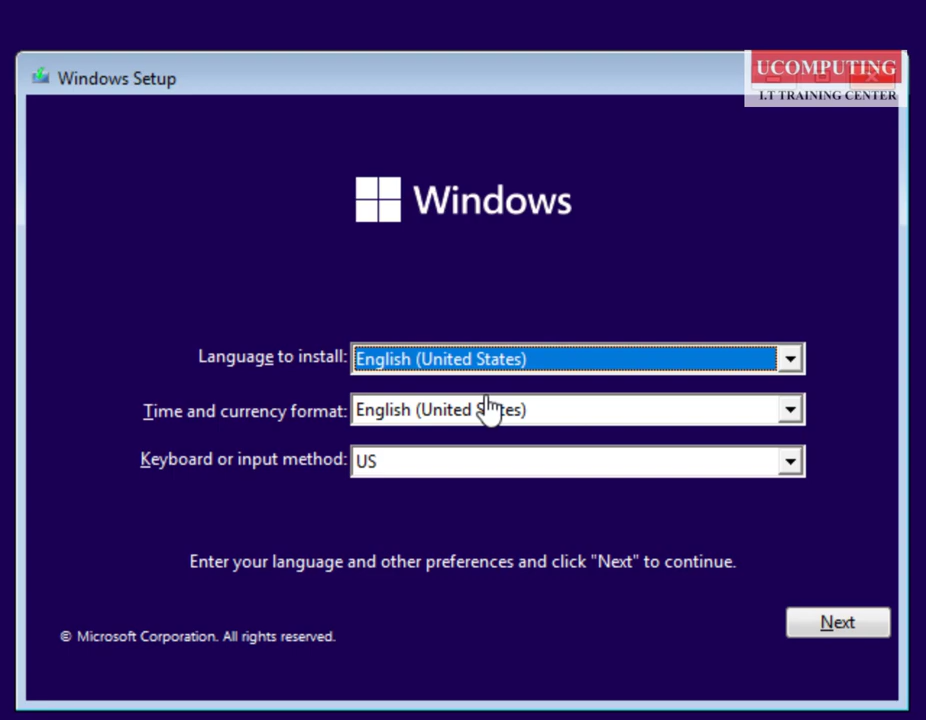 Windows Setup
UCOMPUTING
I.T TRAINING CENTER
Windows
Language to install: English (United States)
Time and currency format: English (United States)
Keyboard or input method: US
Enter your language and other preferences and click "Next" to continue.
Next
© Microsoft Corporation. All rights reserved.